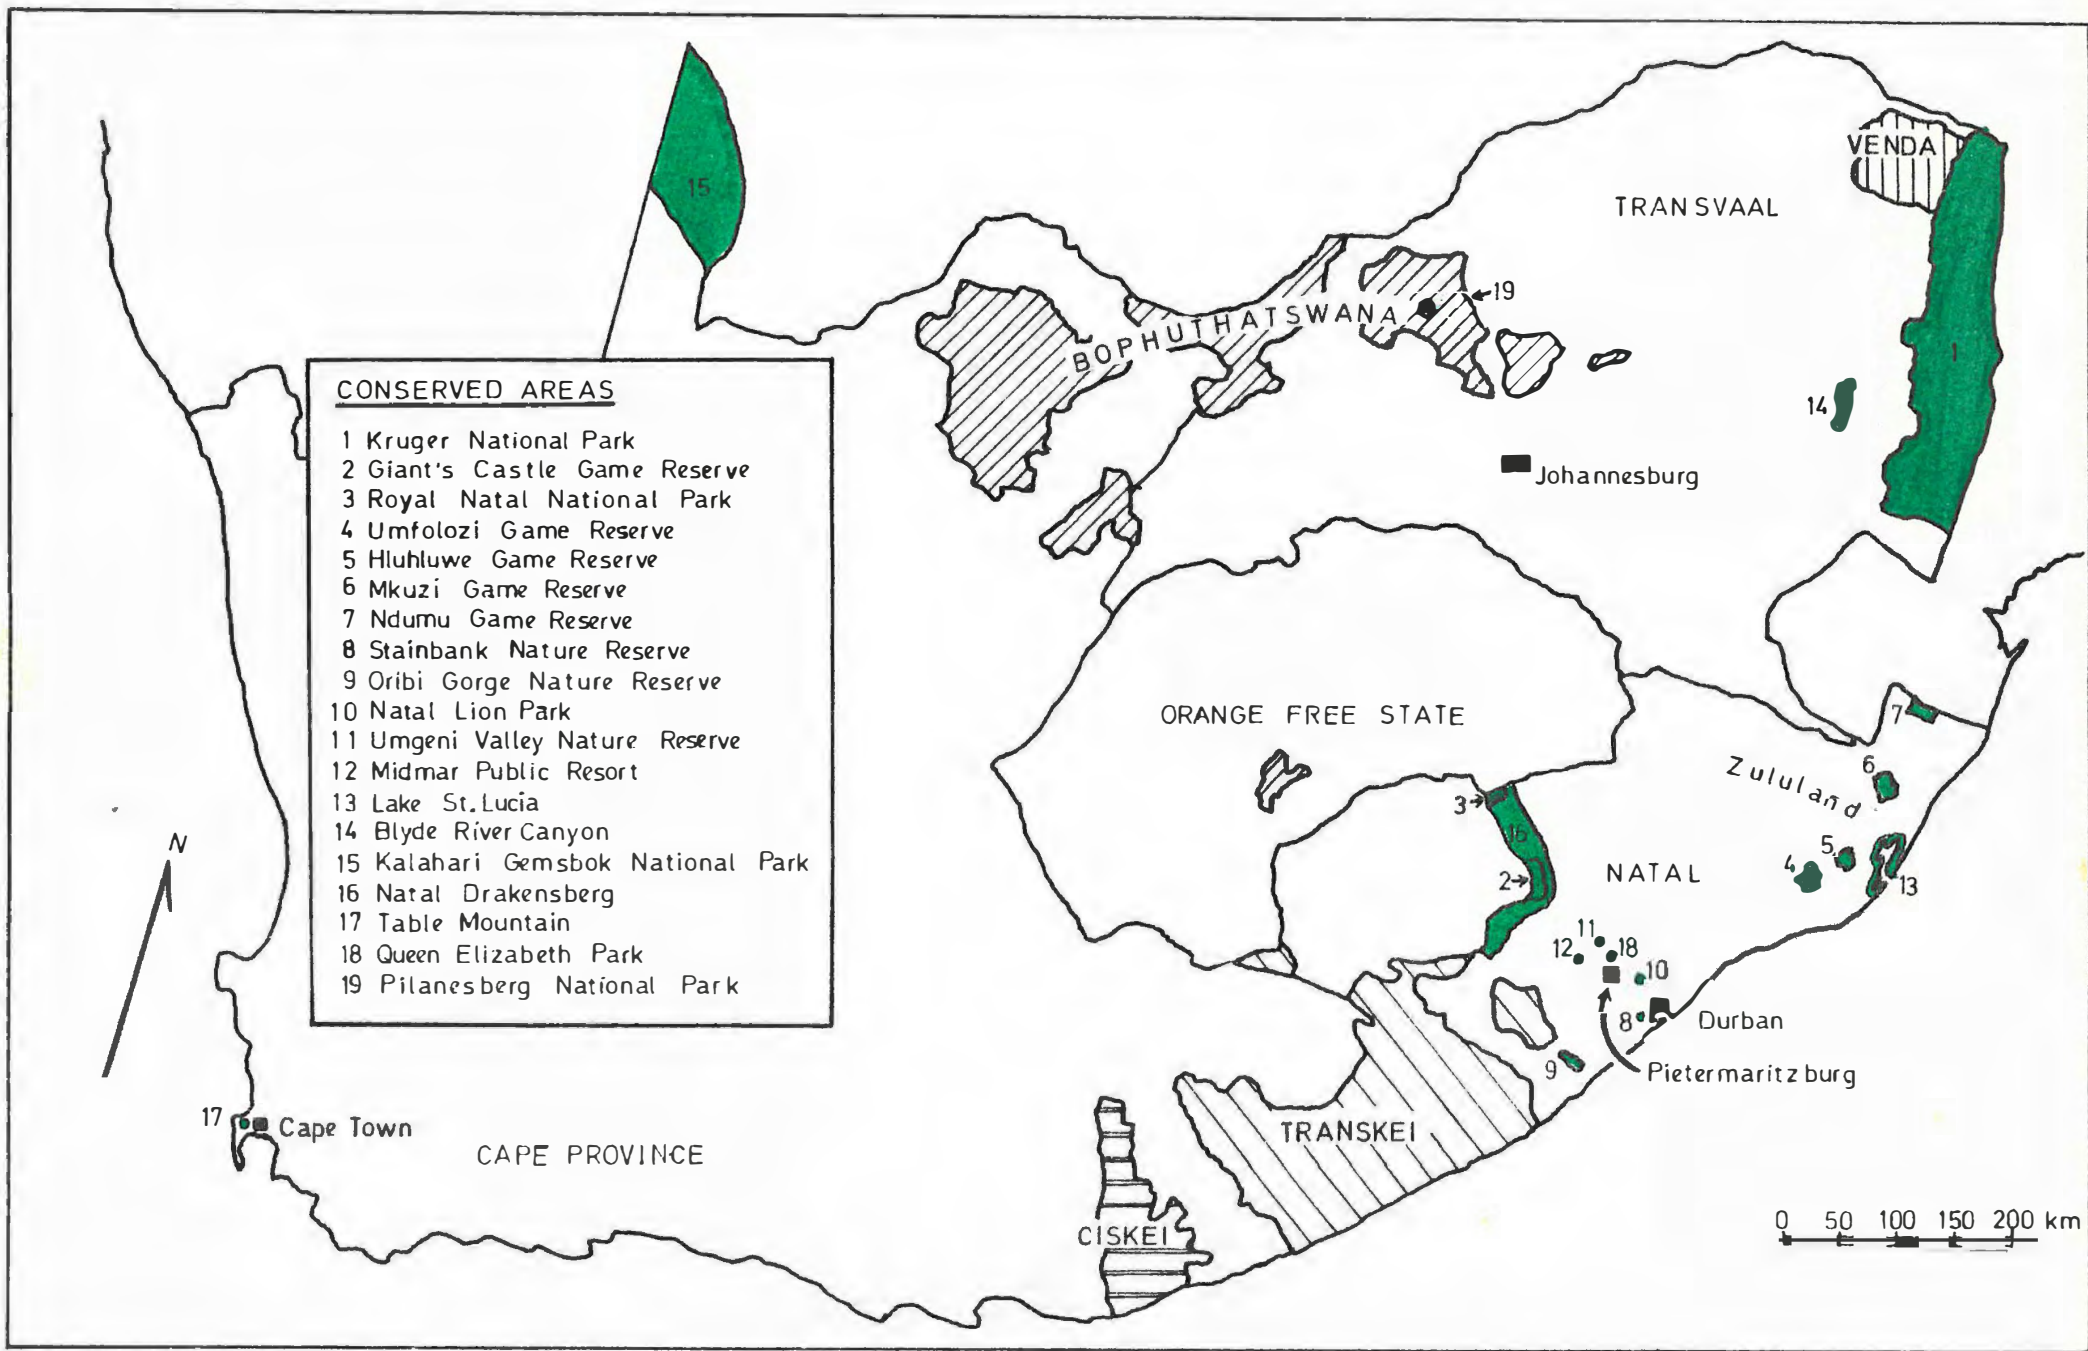 15
VENDA
TRANSVAAL
19
BOPHUTHATSWANA
1
14
Johannesburg
CONSERVED AREAS
1 Kruger National Park
2 Giant's Castle Game Reserve
3 Royal Natal National Park
4 Umfolozi Game Reserve
5 Hluhluwe Game Reserve
6 Mkuzi Game Reserve
7 Ndumu Game Reserve
8 Stainbank Nature Reserve
9 Oribi Gorge Nature Reserve
10 Natal Lion Park
11 Umgeni Valley Nature Reserve
12 Midmar Public Resort
13 Lake St. Lucia
14 Blyde River Canyon
15 Kalahari Gemsbok National Park
16 Natal Drakensberg
17 Table Mountain
18 Queen Elizabeth Park
19 Pilanesberg National Park
ORANGE FREE STATE
7
Zululand
6
3
16
2
NATAL
5
4
13
11
12
18
10
8
Durban
9
Pietermaritzburg
N
17
Cape Town
CAPE PROVINCE
TRANSKEI
CISKEI
0 50 100 150 200 km